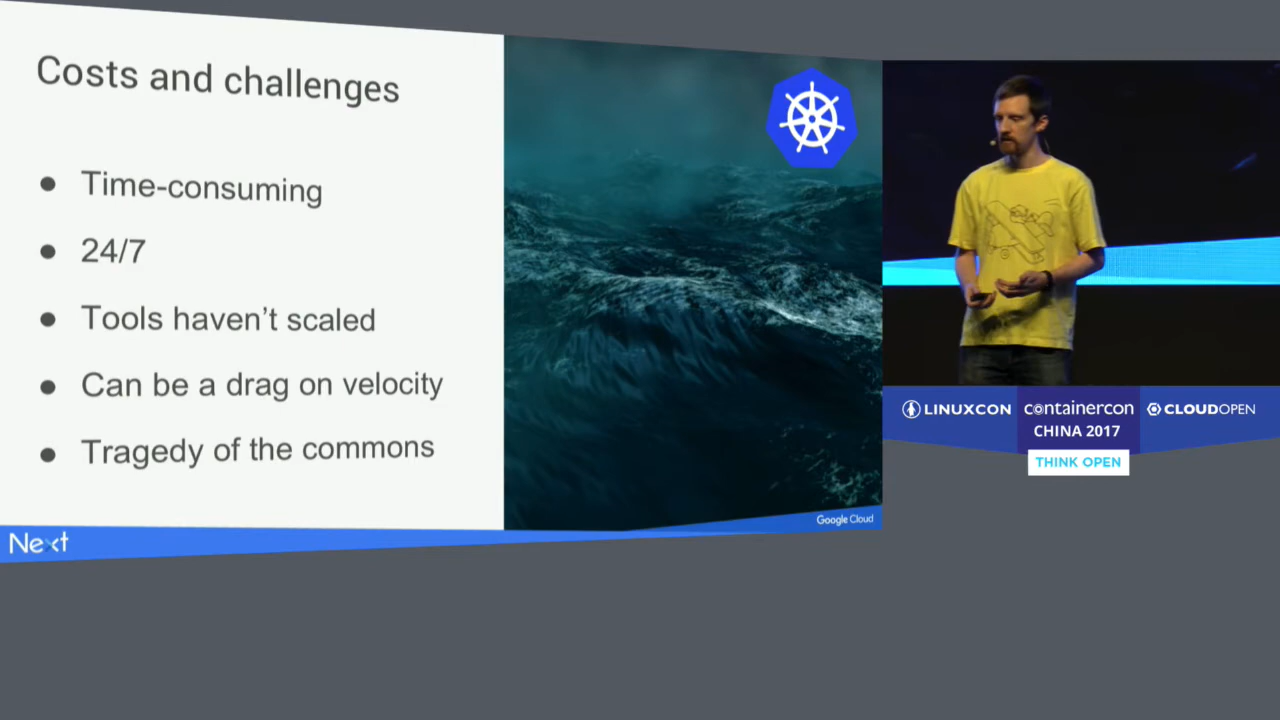 Costs and challenges
● Time-consuming
● 24/7
● Tools haven't scaled
● Can be a drag on velocity
● Tragedy of the commons
Google Cloud
Next
LINUXCON
containercon
CLOUDOPEN
CHINA 2017
THINK OPEN